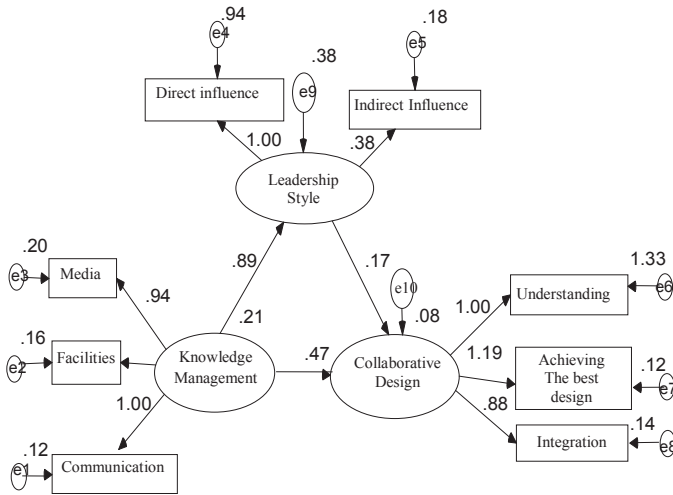 .94
e4
.18
e5
.38
e9
Direct influence
Indirect Influence
1.00
.38
Leadership
Style
.20
e3
Media
.94
.89
.17
.21
e10
.08
1.33
e6
Understanding
1.00
.16
e2
Facilities
Knowledge
Management
.47
Collaborative
Design
1.19
Achieving
The best
design
.12
e7
1.00
.88
.12
e1
Communication
Integration
.14
e8